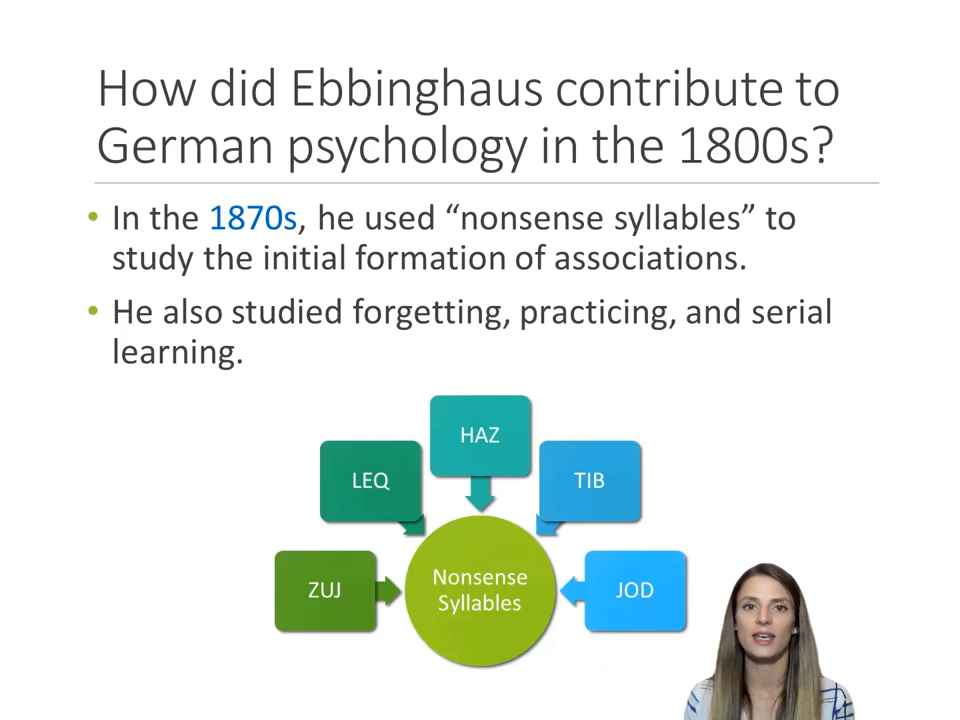 How did Ebbinghaus contribute to
German psychology in the 1800s?
• In the 1870s, he used “nonsense syllables” to
study the initial formation of associations.
• He also studied forgetting, practicing, and serial
learning.
HAZ
LEQ
TIB
ZUJ
Nonsense
Syllables
JOD